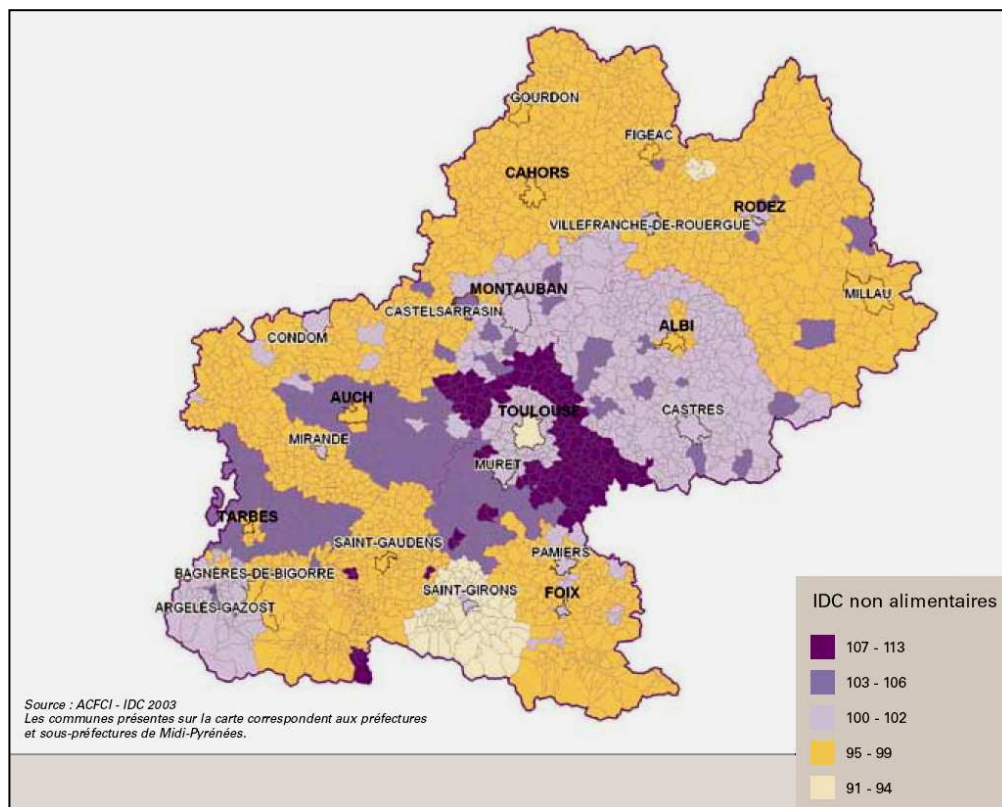 GOURDON
FIGEAC
CAHORS
RODEZ
VILLEFRANCHE-DE-ROUERGUE
MONTAUBAN
MILLAU
CASTELSARRASIN
ALBI
CONDOM
AUCH
TOULOUSE
CASTRES
MIRANDE
MURET
TARBES
SAINT-GAUDENS
PAMIERS
BAGNÈRES-DE-BIGORRE
SAINT-GIRONS
FOIX
ARGELÈS-GAZOST
IDC non alimentaires
107 - 113
103 - 106
100 - 102
95 - 99
91 - 94
Source : ACFCI - IDC 2003
Les communes présentes sur la carte correspondent aux préfectures
et sous-préfectures de Midi-Pyrénées.